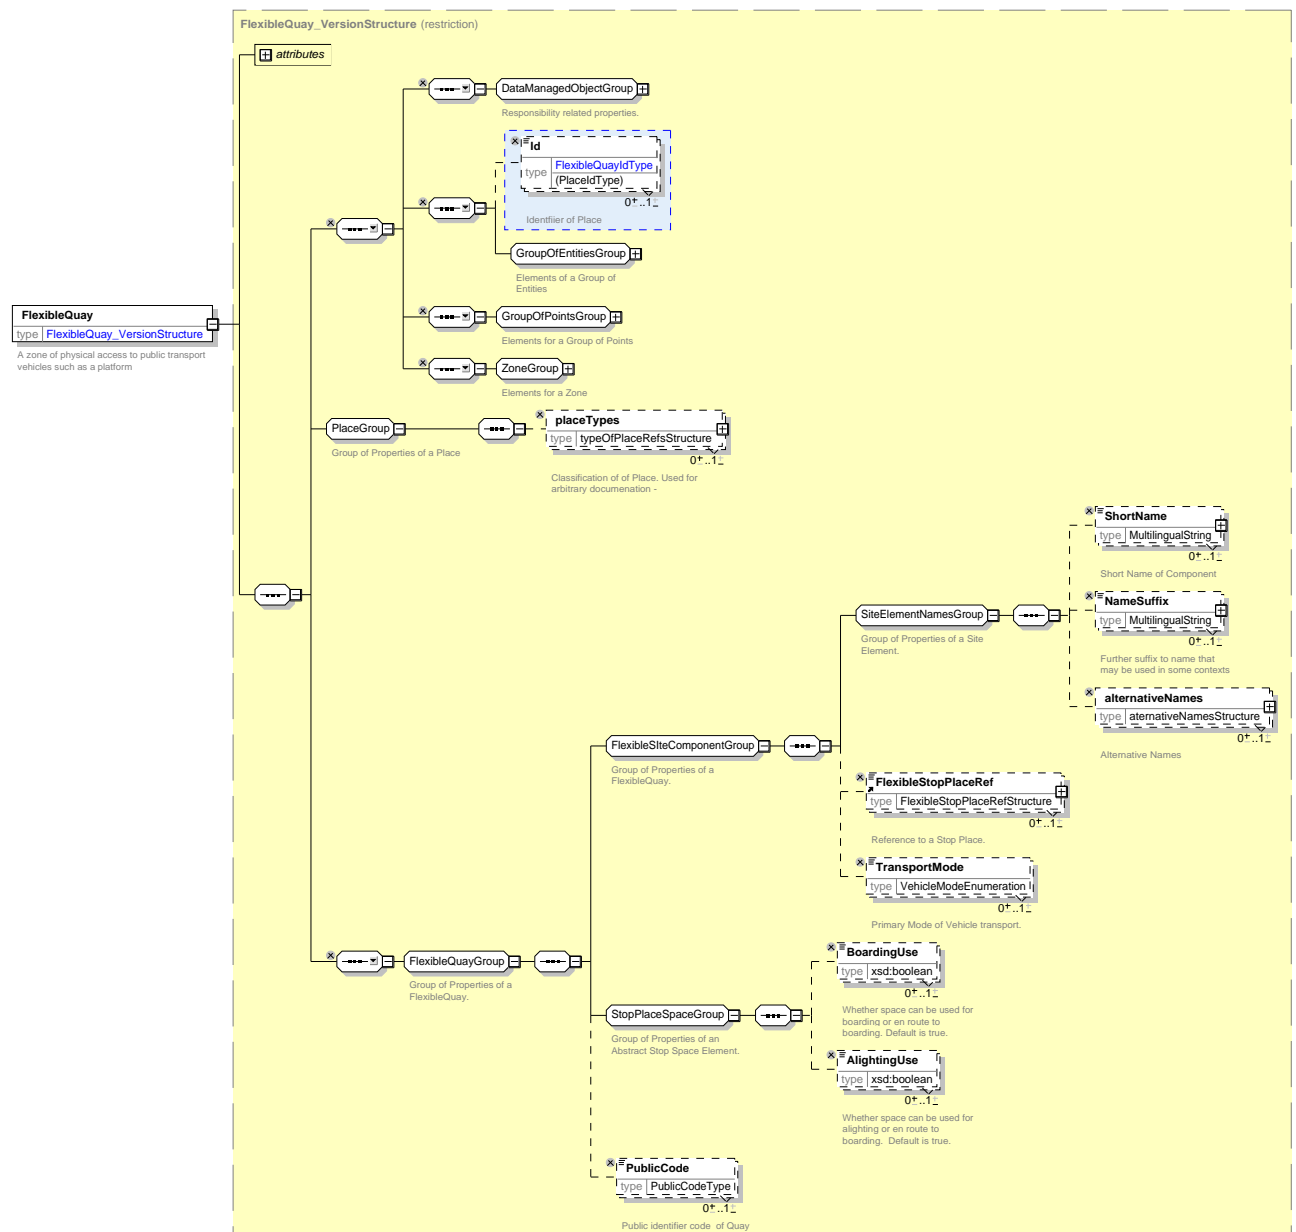 FlexibleQuay_VersionStructure (restriction)
attributes
DataManagedObjectGroup
Responsibility related properties.
Id
type FlexibleQuayIdType
(PlaceIdType)
0..1
Identfiier of Place
GroupOfEntitiesGroup
Elements of a Group of
Entities
FlexibleQuay
type FlexibleQuay_VersionStructure
A zone of physical access to public transport
vehicles such as a platform
GroupOfPointsGroup
Elements for a Group of Points
ZoneGroup
Elements for a Zone
PlaceGroup
Group of Properties of a Place
placeTypes
type typeOfPlaceRefsStructure
0..1
Classification of of Place. Used for
arbitrary documenation -
ShortName
type MultilingualString
0..1
Short Name of Component
SiteElementNamesGroup
Group of Properties of a Site
Element.
NameSuffix
type MultilingualString
0..1
Further suffix to name that
may be used in some contexts
alternativeNames
type aternativeNamesStructure
0..1
Alternative Names
FlexibleSIteComponentGroup
Group of Properties of a
FlexibleQuay.
FlexibleStopPlaceRef
type FlexibleStopPlaceRefStructure
0..1
Reference to a Stop Place.
TransportMode
type VehicleModeEnumeration
0..1
Primary Mode of Vehicle transport.
FlexibleQuayGroup
Group of Properties of a
FlexibleQuay.
BoardingUse
type xsd:boolean
0..1
Whether space can be used for
boarding or en route to
boarding. Default is true.
StopPlaceSpaceGroup
Group of Properties of an
Abstract Stop Space Element.
AlightingUse
type xsd:boolean
0..1
Whether space can be used for
alighting or en route to
boarding.  Default is true.
PublicCode
type PublicCodeType
0..1
Public identifier code  of Quay